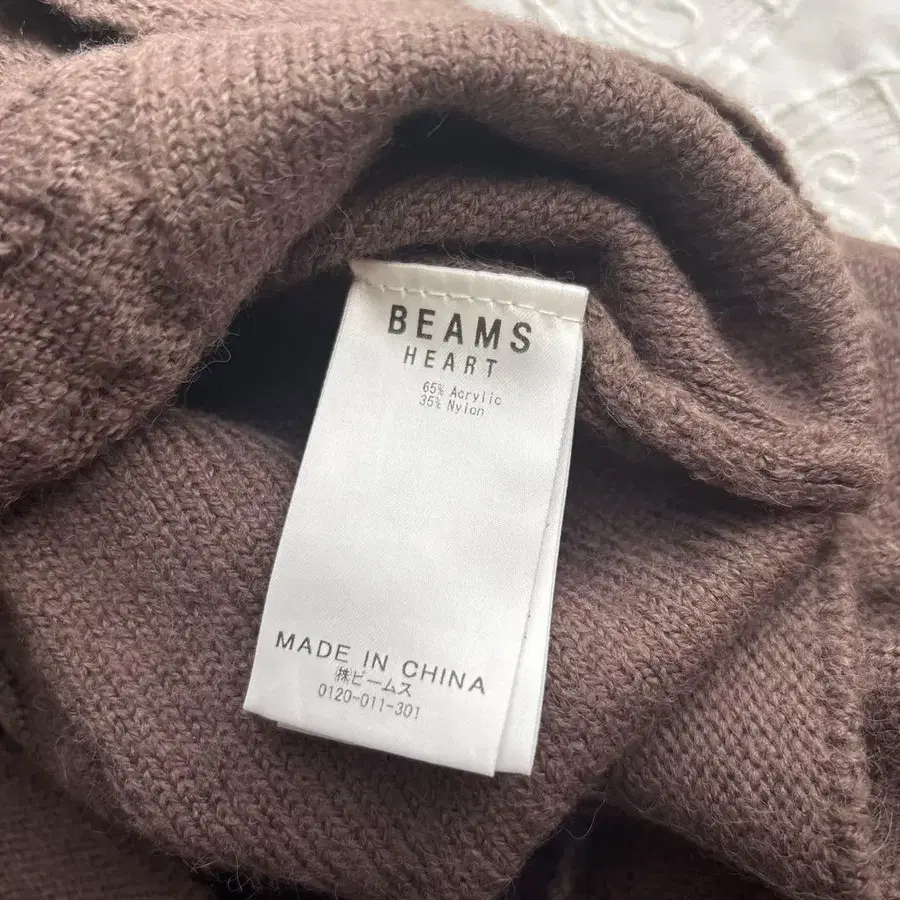 BEAMS
HEART
65% Acrylic
35% Nylon
MADE IN CHINA
㈱ビームス
0120-011-301